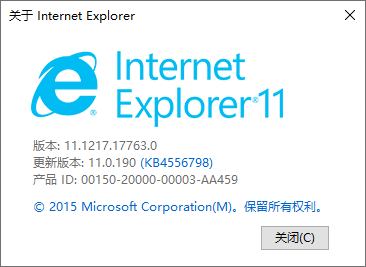 关于 Internet Explorer
Internet
Explorer®11
版本: 11.1217.17763.0
更新版本: 11.0.190 (KB4556798)
产品 ID: 00150-20000-00003-AA459
© 2015 Microsoft Corporation(M)。保留所有权利。
关闭(C)